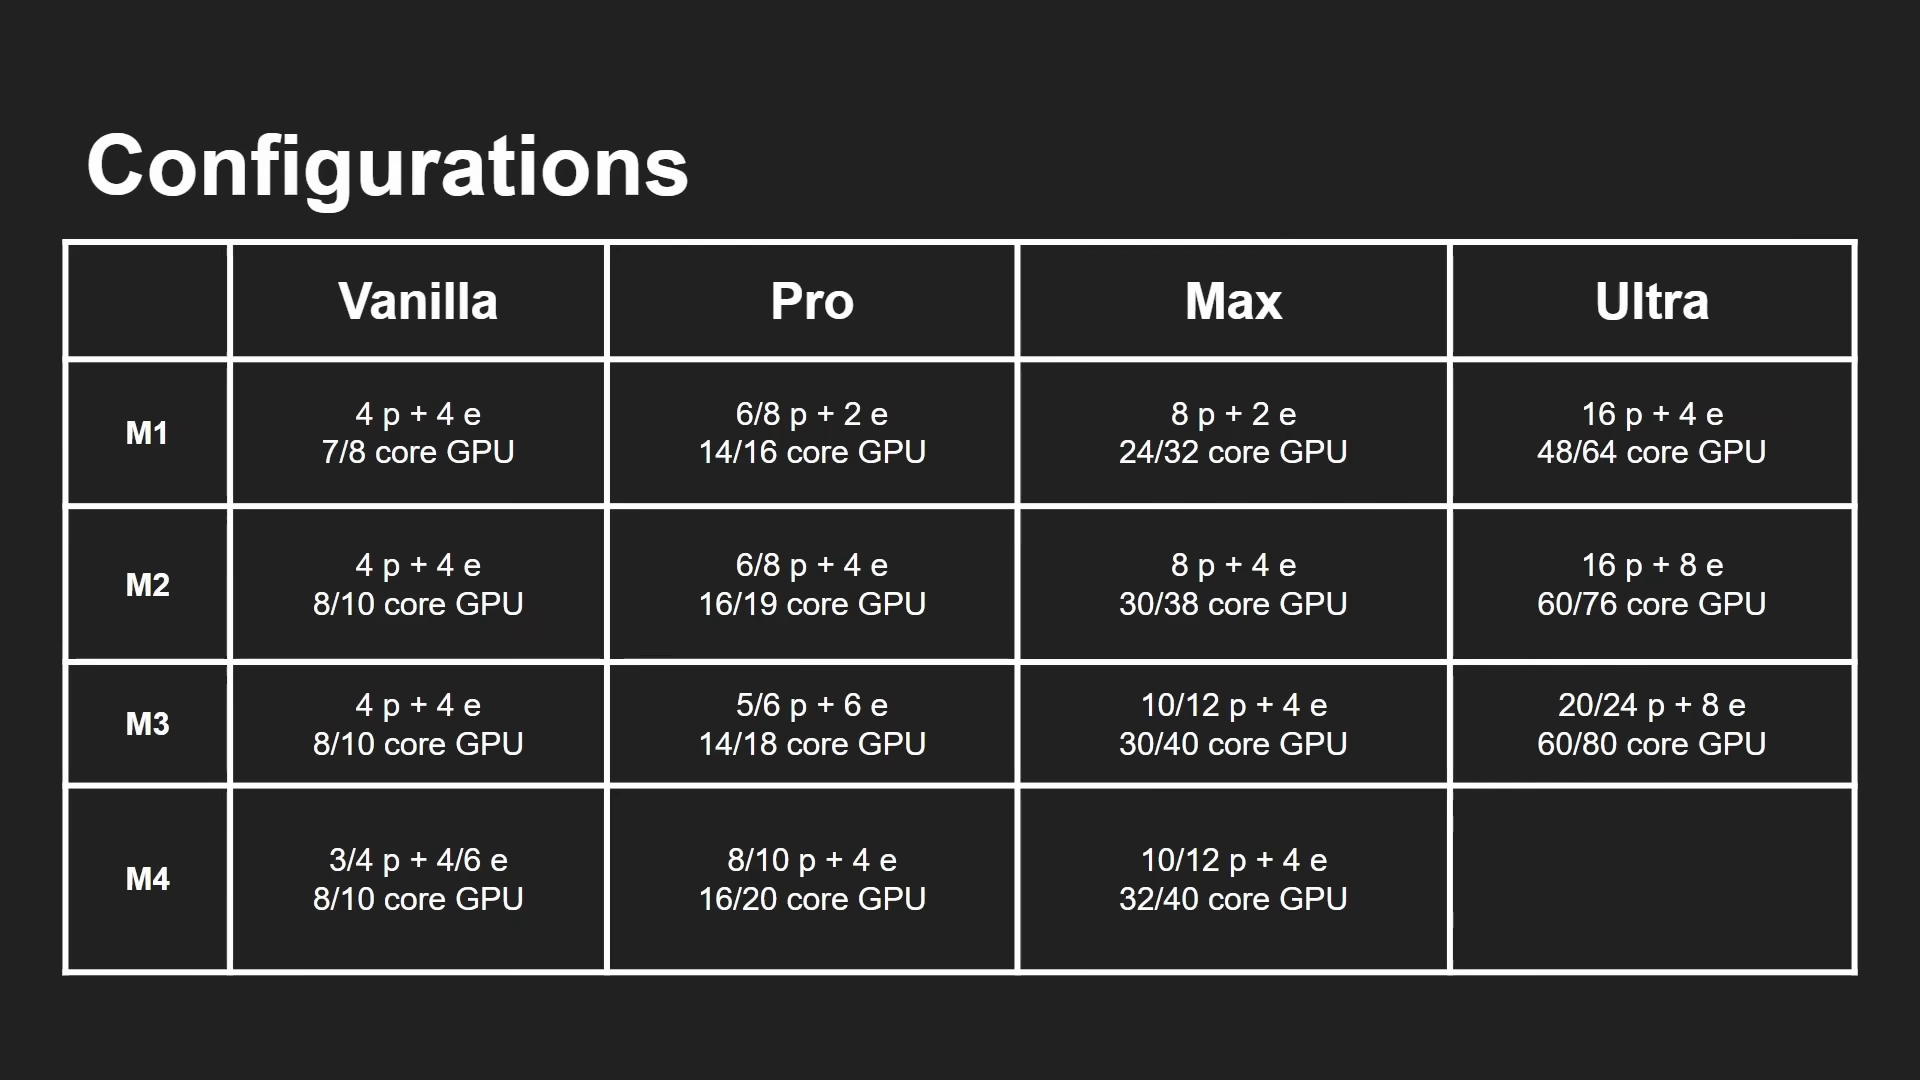 Configurations
Vanilla Pro Max Ultra
M1
4 p + 4 e
7/8 core GPU
6/8 p + 2 e
14/16 core GPU
8 p + 2 e
24/32 core GPU
16 p + 4 e
48/64 core GPU
M2
4 p + 4 e
8/10 core GPU
6/8 p + 4 e
16/19 core GPU
8 p + 4 e
30/38 core GPU
16 p + 8 e
60/76 core GPU
M3
4 p + 4 e
8/10 core GPU
5/6 p + 6 e
14/18 core GPU
10/12 p + 4 e
30/40 core GPU
20/24 p + 8 e
60/80 core GPU
M4
3/4 p + 4/6 e
8/10 core GPU
8/10 p + 4 e
16/20 core GPU
10/12 p + 4 e
32/40 core GPU